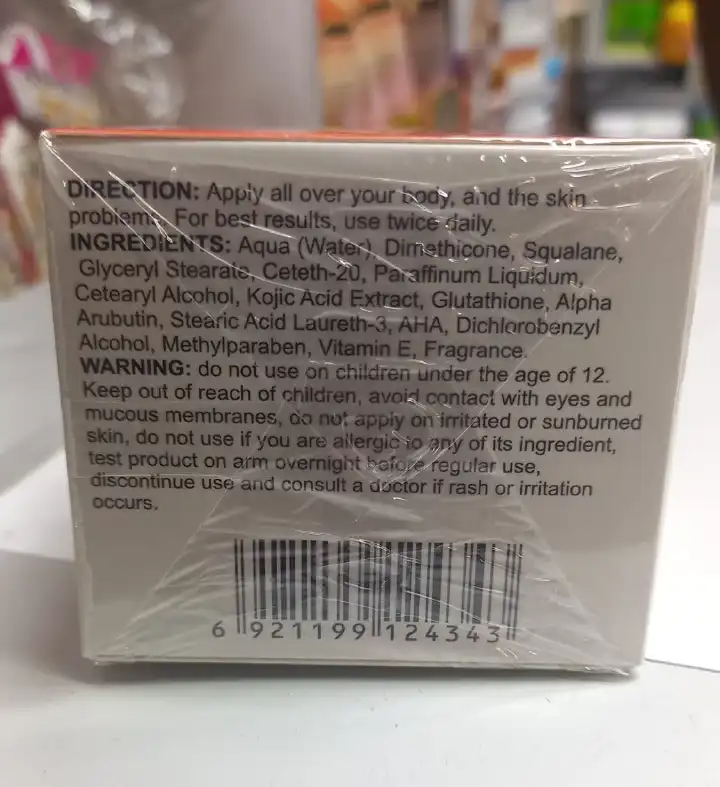 DIRECTION: Apply all over your body, and the skin
problems. For best results, use twice daily.
INGREDIENTS: Aqua (Water), Dimethicone, Squalane,
Glyceryl Stearate, Ceteth-20, Paraffinum Liquidum,
Cetearyl Alcohol, Kojic Acid Extract, Glutathione, Alpha
Arubutin, Stearic Acid Laureth-3, AHA, Dichlorobenzyl
Alcohol, Methylparaben, Vitamin E, Fragrance.
WARNING: do not use on children under the age of 12.
Keep out of reach of children, avoid contact with eyes and
mucous membranes, do not apply on irritated or sunburned
skin, do not use if you are allergic to any of its ingredient,
test product on arm overnight before regular use,
discontinue use and consult a doctor if rash or irritation
occurs.
6 921199 124343